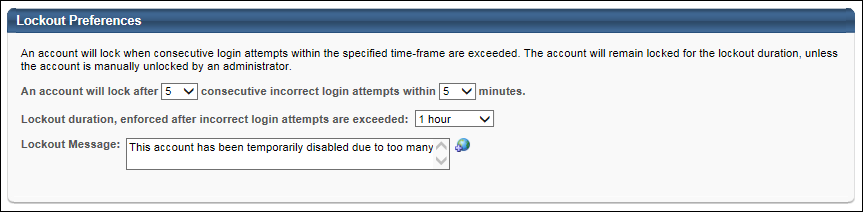 Lockout Preferences
An account will lock when consecutive login attempts within the specified time-frame are exceeded. The account will remain locked for the lockout duration, unless
the account is manually unlocked by an administrator.
An account will lock after 5 consecutive incorrect login attempts within 5 minutes.
Lockout duration, enforced after incorrect login attempts are exceeded: 1 hour
Lockout Message: This account has been temporarily disabled due to too many